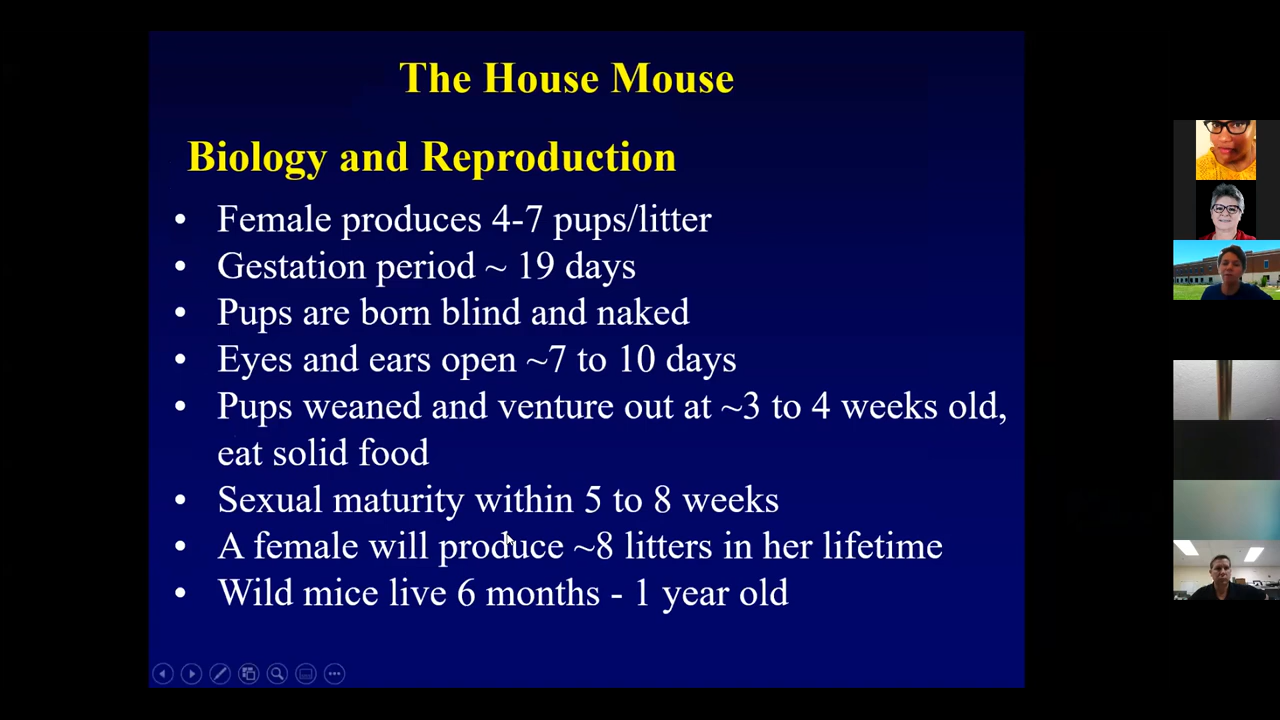 The House Mouse
Biology and Reproduction
• Female produces 4-7 pups/litter
• Gestation period ~ 19 days
• Pups are born blind and naked
• Eyes and ears open ~7 to 10 days
• Pups weaned and venture out at ~3 to 4 weeks old,
eat solid food
• Sexual maturity within 5 to 8 weeks
• A female will produce ~8 litters in her lifetime
• Wild mice live 6 months - 1 year old